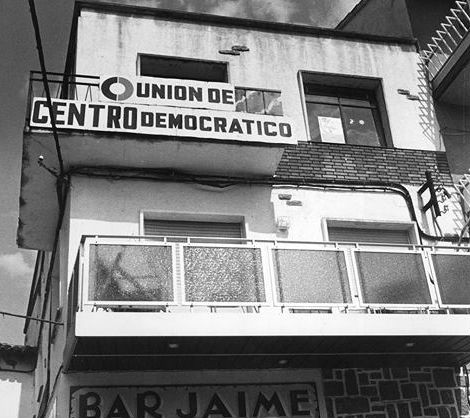 UNION DE
CENTRO DEMOCRATICO
BAR JAIME